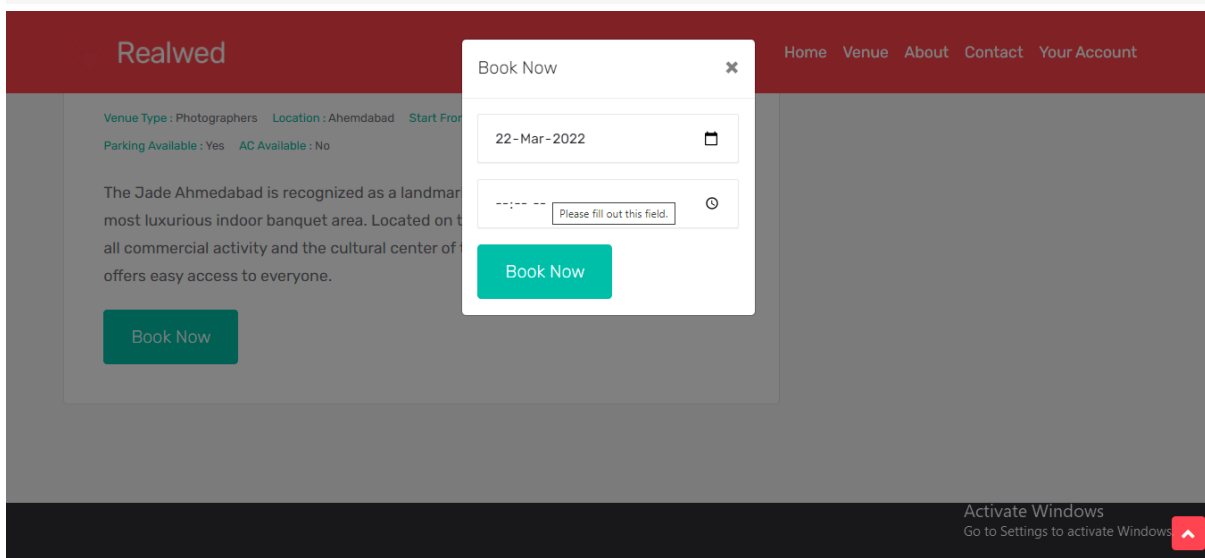 Realwed
Home Venue About Contact Your Account
Book Now
Venue Type : Photographers Location : Ahemdabad Start Fror
Parking Available : Yes AC Available : No
22-Mar-2022
--:-- --
Please fill out this field.
Book Now
The Jade Ahmedabad is recognized as a landmar
most luxurious indoor banquet area. Located on t
all commercial activity and the cultural center of
offers easy access to everyone.
Book Now
Activate Windows
Go to Settings to activate Windows